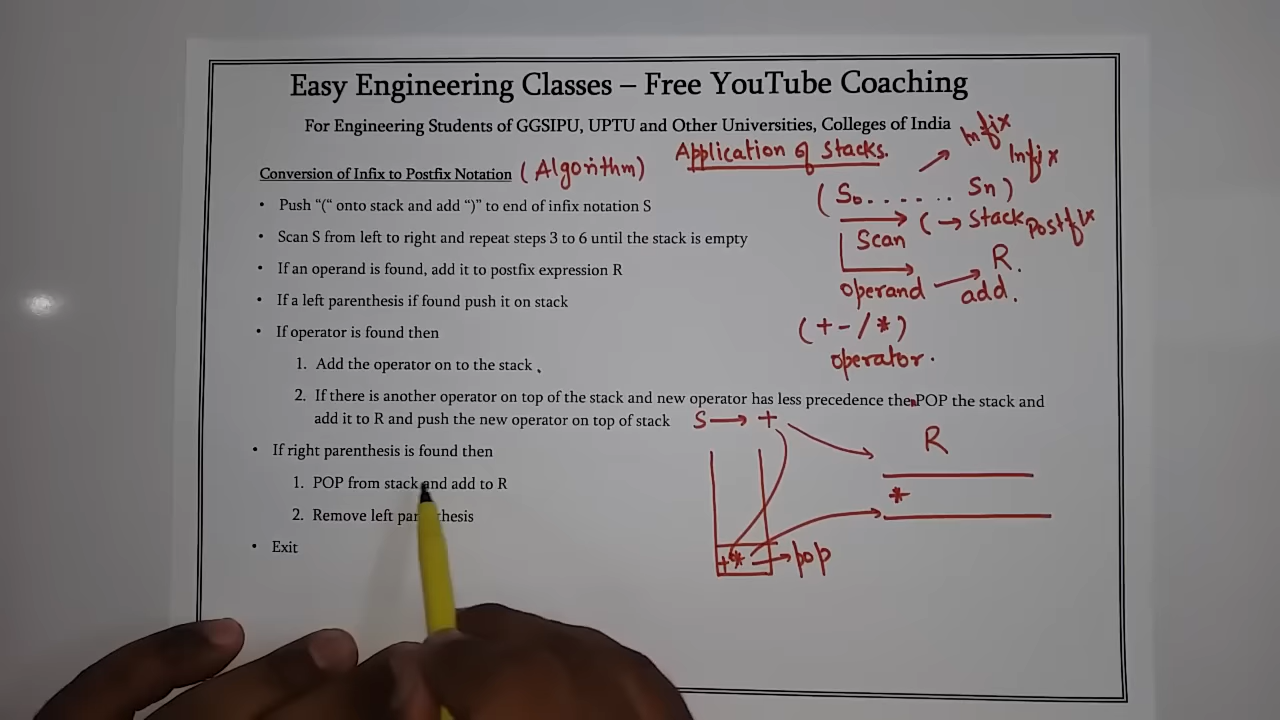 Easy Engineering Classes – Free YouTube Coaching
For Engineering Students of GGSIPU, UPTU and Other Universities, Colleges of India
Application of Stacks.
Conversion of Infix to Postfix Notation (Algorithm)
• Push “(“ onto stack and add “)” to end of infix notation S
• Scan S from left to right and repeat steps 3 to 6 until the stack is empty
• If an operand is found, add it to postfix expression R
• If a left parenthesis if found push it on stack
• If operator is found then
1. Add the operator on to the stack
2. If there is another operator on top of the stack and new operator has less precedence the POP the stack and
add it to R and push the new operator on top of stack
• If right parenthesis is found then
1. POP from stack and add to R
2. Remove left parenthesis
• Exit
Infix
Infix
(S₀...... Sn)
( → Stack
Postfix
Scan
R.
operand → add.
(+ - / *)
operator.
S → +
R
*
+ * → pop